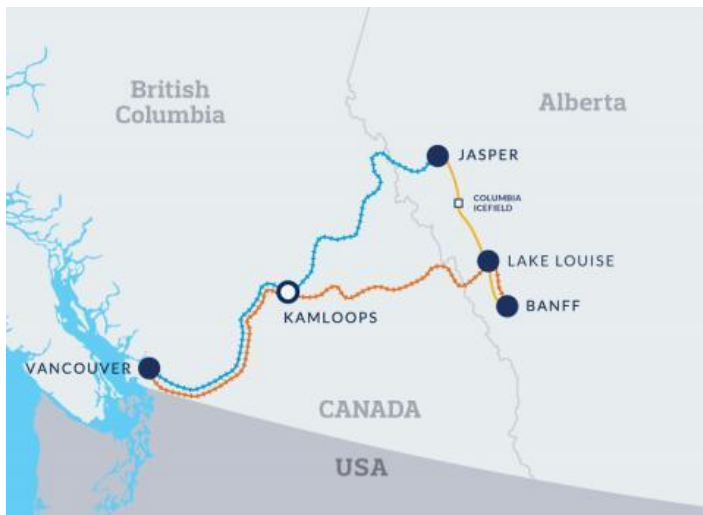 British
Columbia
Alberta
JASPER
COLUMBIA
ICEFIELD
LAKE LOUISE
BANFF
KAMLOOPS
VANCOUVER
CANADA
USA